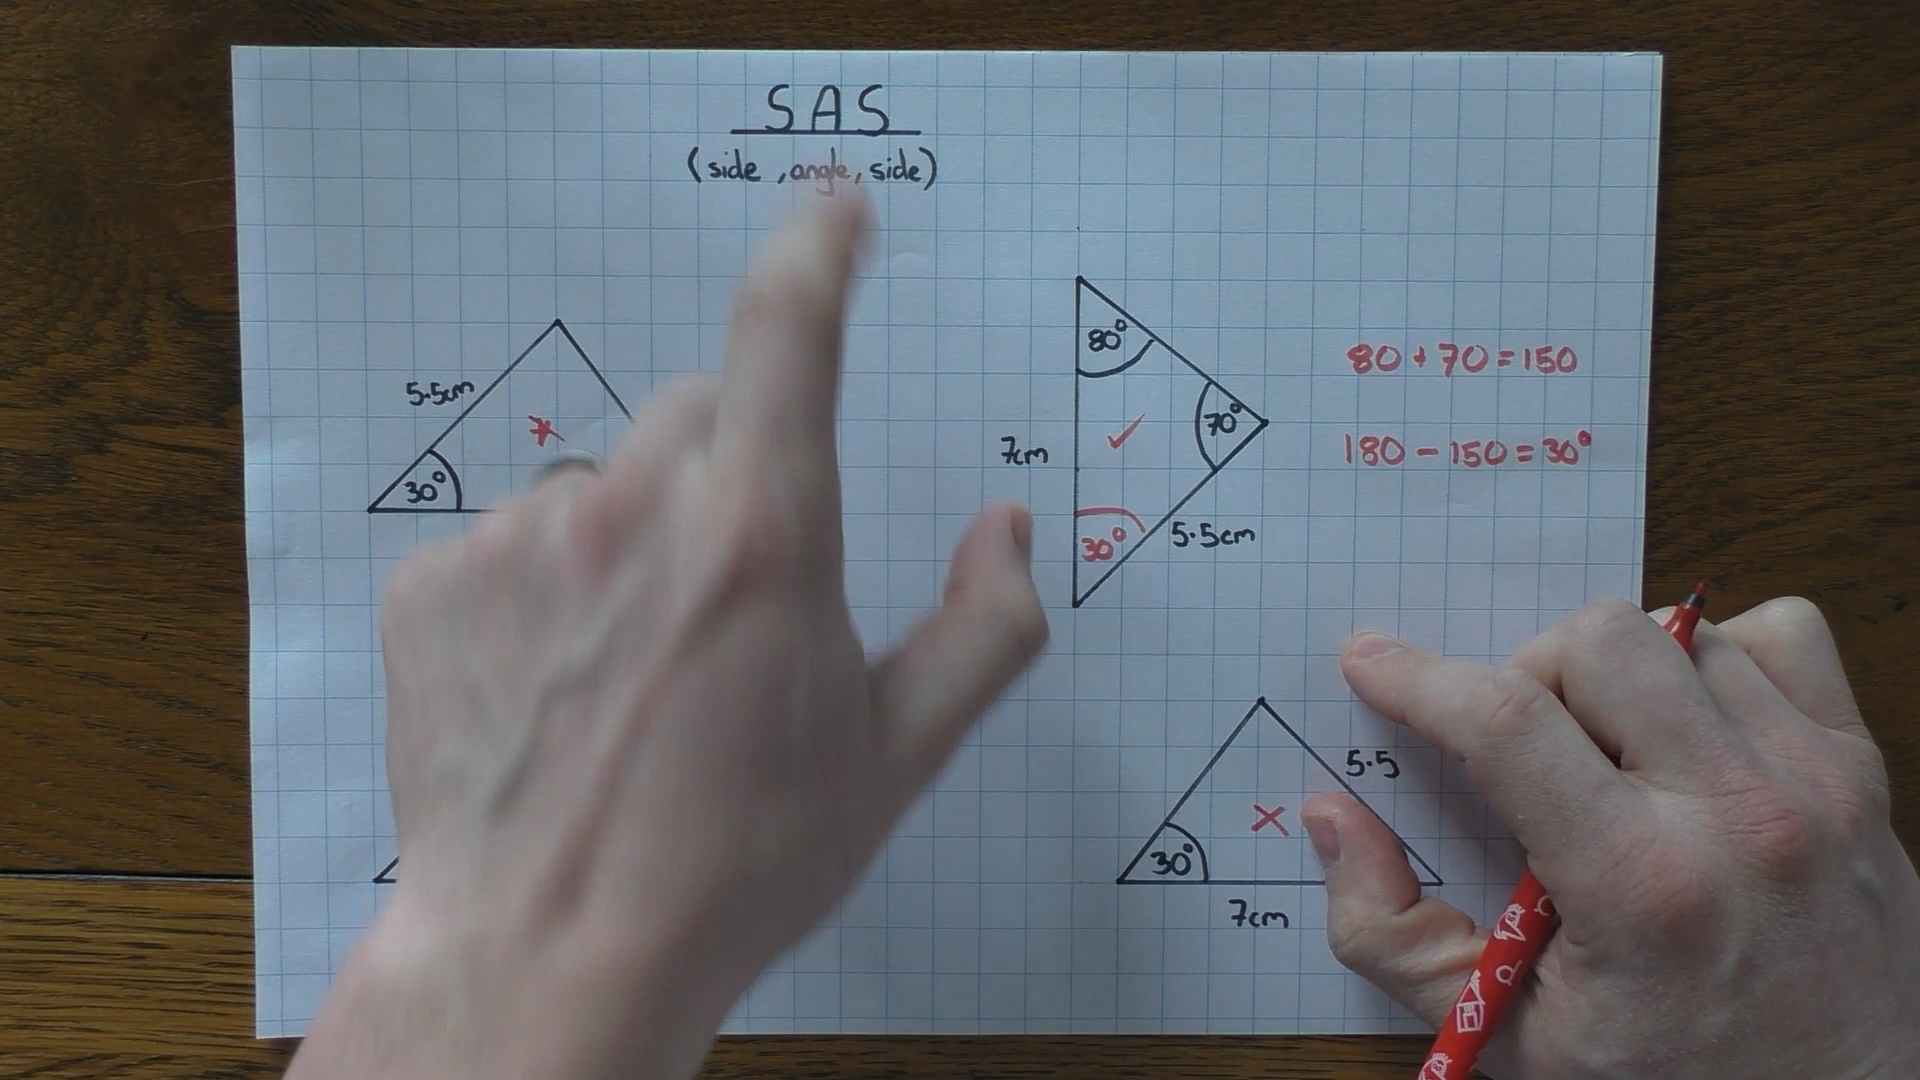 SAS
(side, angle, side)
5.5cm
30°
80°
70°
7cm
30°
5.5cm
80 + 70 = 150
180 - 150 = 30°
5.5
30°
7cm